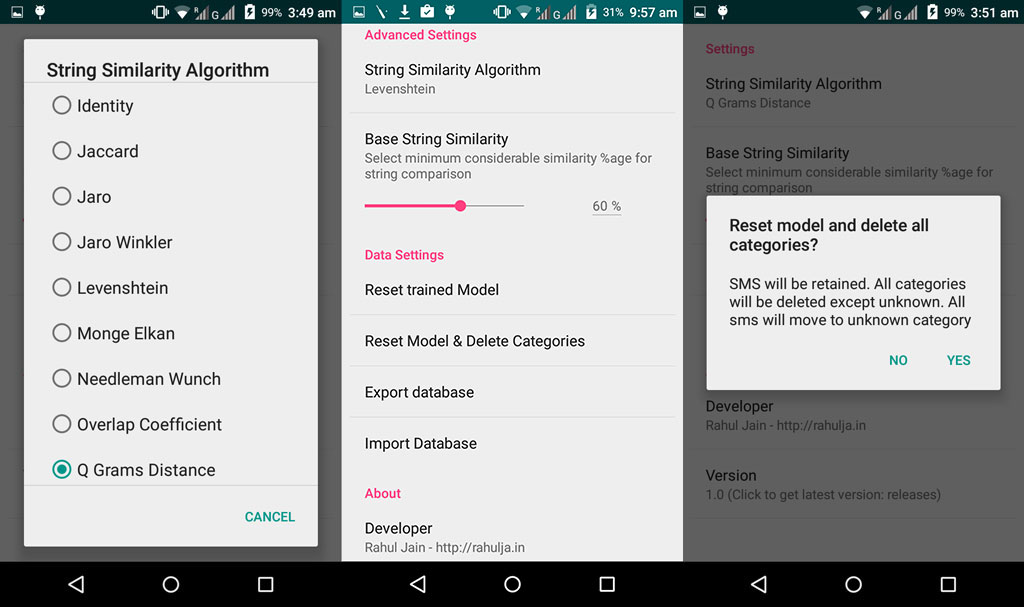 99% 3:49 am
String Similarity Algorithm
Identity
Jaccard
Jaro
Jaro Winkler
Levenshtein
Monge Elkan
Needleman Wunch
Overlap Coefficient
Q Grams Distance
CANCEL
R G 31% 9:57 am
Advanced Settings
String Similarity Algorithm
Levenshtein
Base String Similarity
Select minimum considerable similarity %age for
string comparison
60 %
Data Settings
Reset trained Model
Reset Model & Delete Categories
Export database
Import Database
About
Developer
Rahul Jain - http://rahulja.in
R G 99% 3:51 am
Settings
String Similarity Algorithm
Q Grams Distance
Base String Similarity
Select minimum considerable similarity %age for
string comparison
Reset model and delete all
categories?
SMS will be retained. All categories
will be deleted except unknown. All
sms will move to unknown category
NO YES
Developer
Rahul Jain - http://rahulja.in
Version
1.0 (Click to get latest version: releases)